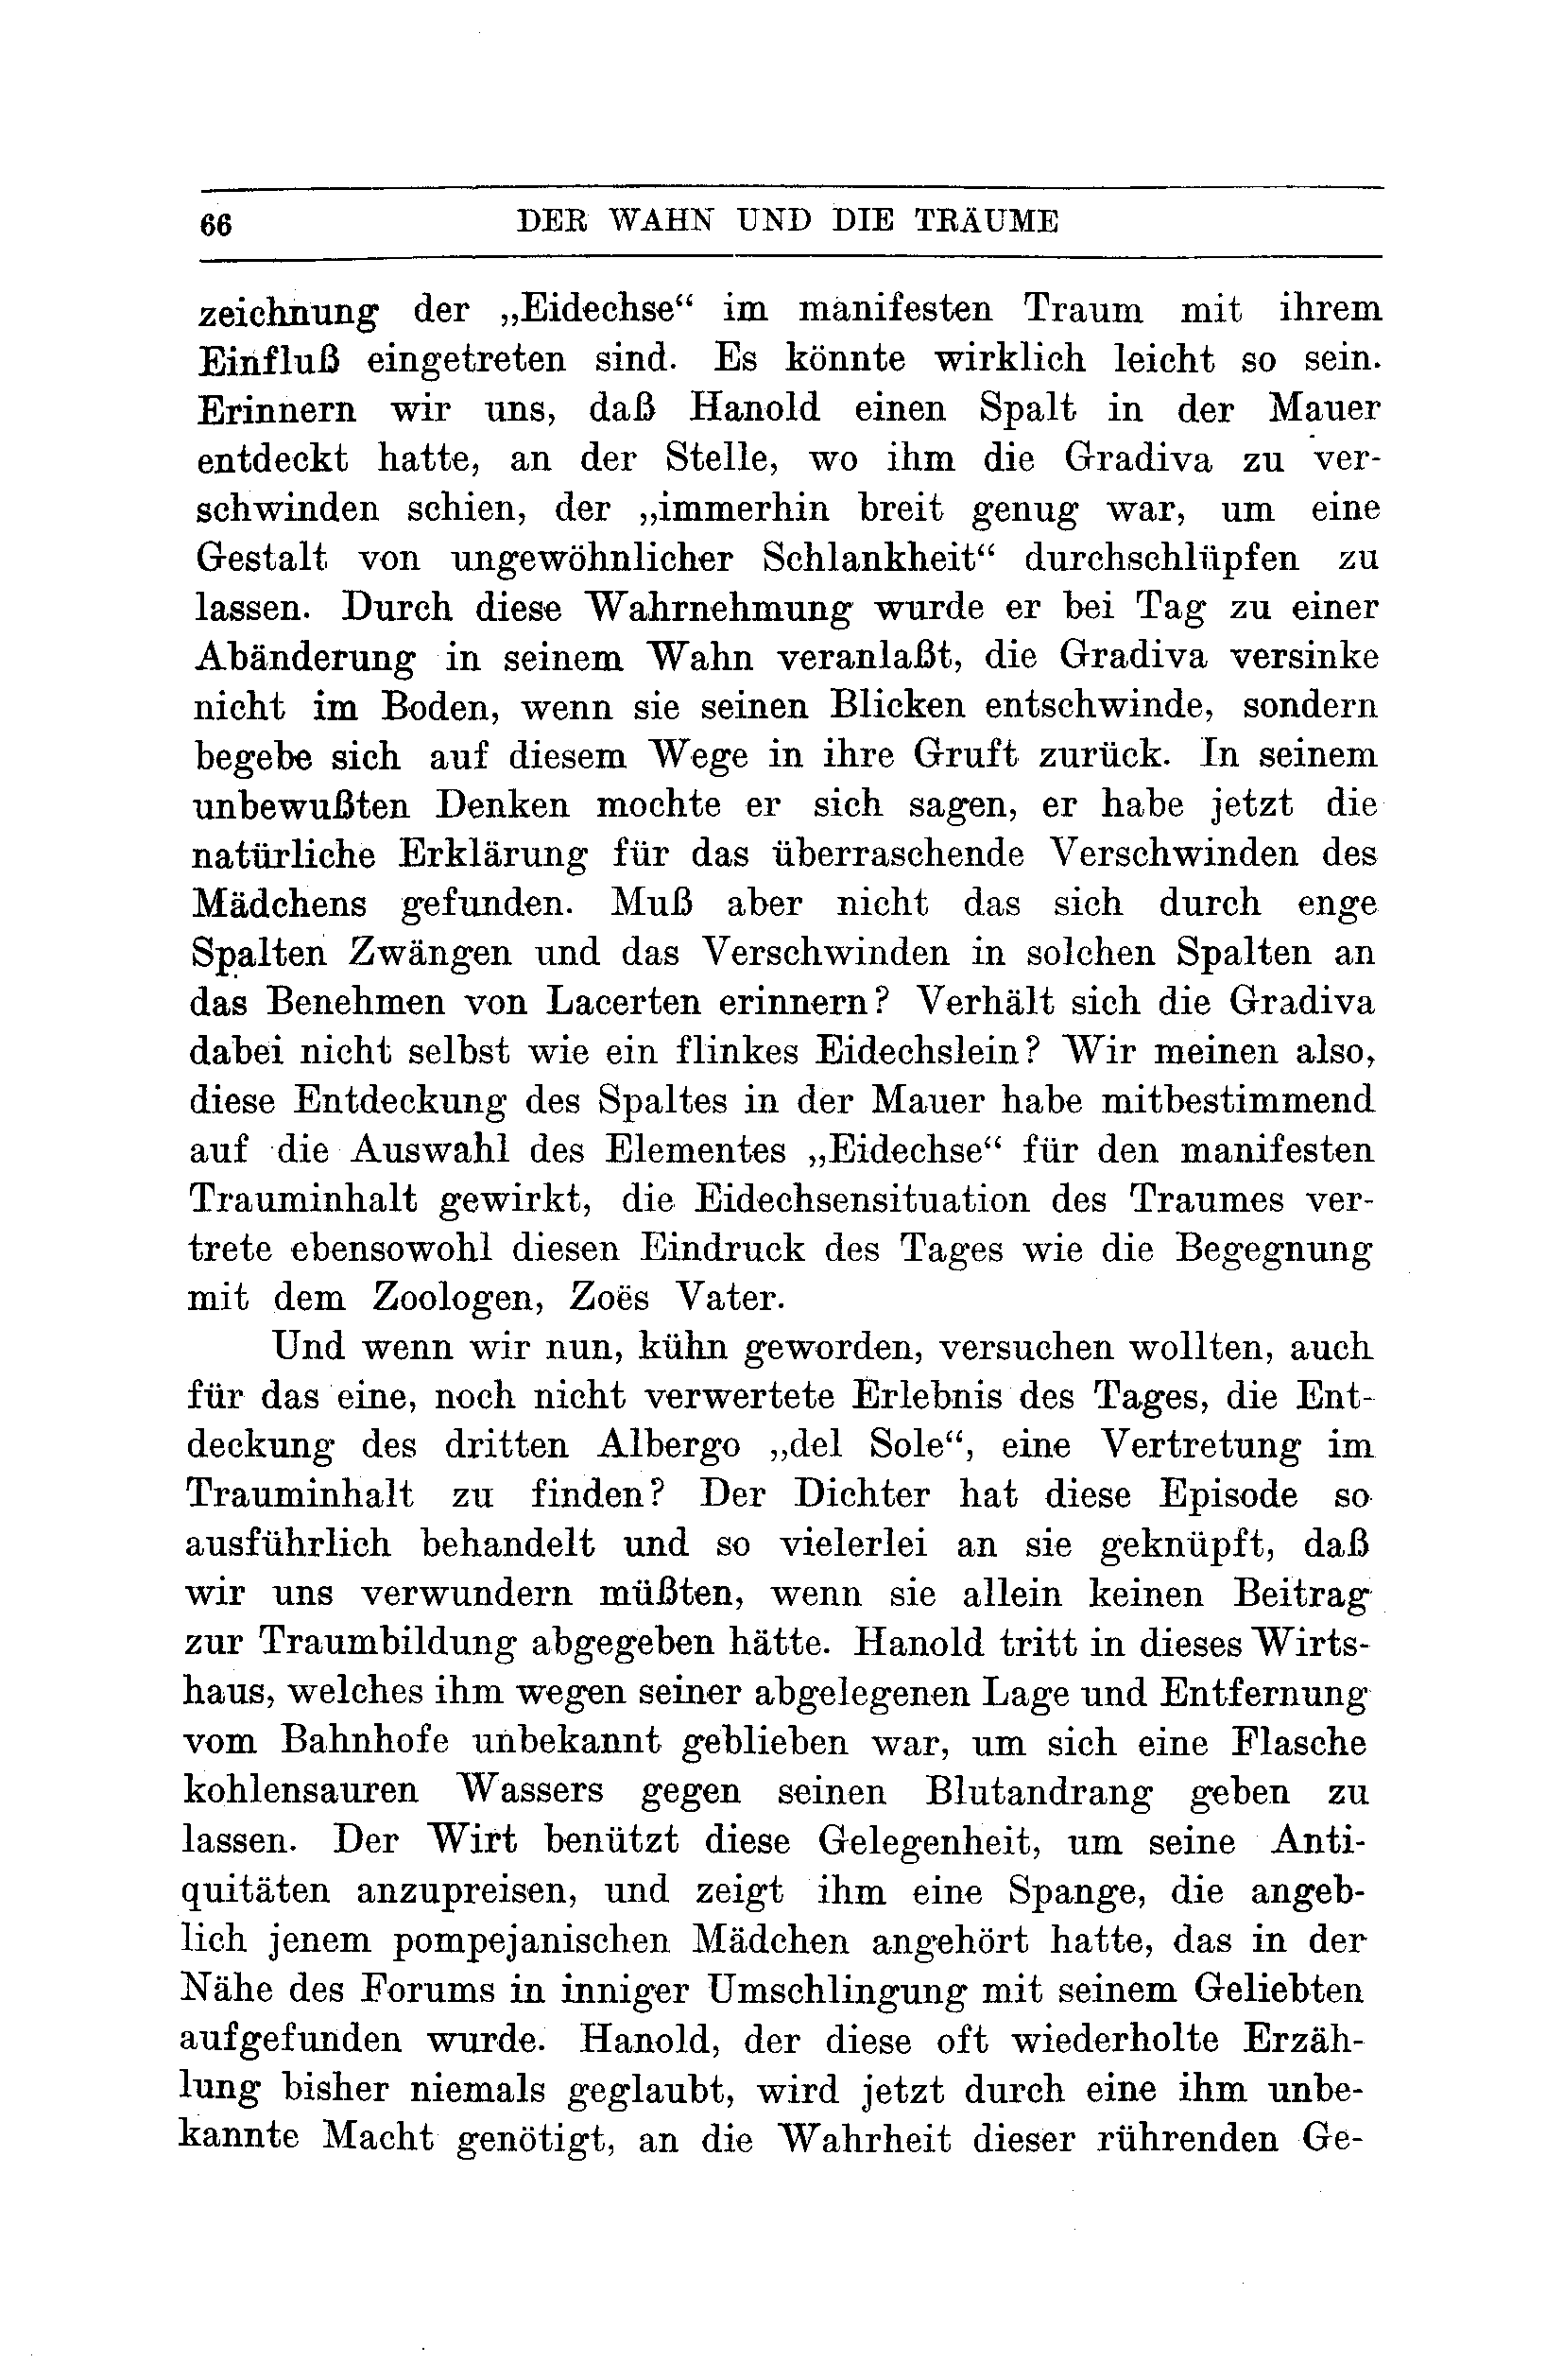 66 DER WAHN UND DIE TRÄUME
zeichnung der „Eidechse“ im manifesten Traum mit ihrem
Einfluß eingetreten sind. Es könnte wirklich leicht so sein.
Erinnern wir uns, daß Hanold einen Spalt in der Mauer
entdeckt hatte, an der Stelle, wo ihm die Gradiva zu ver-
schwinden schien, der „immerhin breit genug war, um eine
Gestalt von ungewöhnlicher Schlankheit“ durchschlüpfen zu
lassen. Durch diese Wahrnehmung wurde er bei Tag zu einer
Abänderung in seinem Wahn veranlaßt, die Gradiva versinke
nicht im Boden, wenn sie seinen Blicken entschwinde, sondern
begebe sich auf diesem Wege in ihre Gruft zurück. In seinem
unbewußten Denken mochte er sich sagen, er habe jetzt die
natürliche Erklärung für das überraschende Verschwinden des
Mädchens gefunden. Muß aber nicht das sich durch enge
Spalten Zwängen und das Verschwinden in solchen Spalten an
das Benehmen von Lacerten erinnern? Verhält sich die Gradiva
dabei nicht selbst wie ein flinkes Eidechslein? Wir meinen also,
diese Entdeckung des Spaltes in der Mauer habe mitbestimmend
auf die Auswahl des Elementes „Eidechse“ für den manifesten
Trauminhalt gewirkt, die Eidechsensituation des Traumes ver-
trete ebensowohl diesen Eindruck des Tages wie die Begegnung
mit dem Zoologen, Zoës Vater.
Und wenn wir nun, kühn geworden, versuchen wollten, auch
für das eine, noch nicht verwertete Erlebnis des Tages, die Ent-
deckung des dritten Albergo „del Sole“, eine Vertretung im
Trauminhalt zu finden? Der Dichter hat diese Episode so
ausführlich behandelt und so vielerlei an sie geknüpft, daß
wir uns verwundern müßten, wenn sie allein keinen Beitrag
zur Traumbildung abgegeben hätte. Hanold tritt in dieses Wirts-
haus, welches ihm wegen seiner abgelegenen Lage und Entfernung
vom Bahnhofe unbekannt geblieben war, um sich eine Flasche
kohlensauren Wassers gegen seinen Blutandrang geben zu
lassen. Der Wirt benützt diese Gelegenheit, um seine Anti-
quitäten anzupreisen, und zeigt ihm eine Spange, die angeb-
lich jenem pompejanischen Mädchen angehört hatte, das in der
Nähe des Forums in inniger Umschlingung mit seinem Geliebten
aufgefunden wurde. Hanold, der diese oft wiederholte Erzäh-
lung bisher niemals geglaubt, wird jetzt durch eine ihm unbe-
kannte Macht genötigt, an die Wahrheit dieser rührenden Ge-